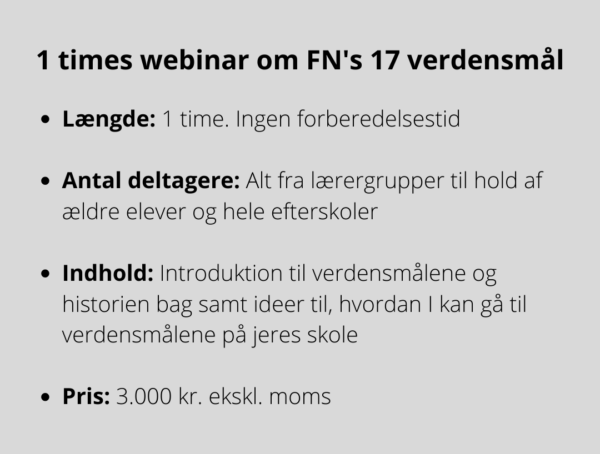 1 times webinar om FN's 17 verdensmål
• Længde: 1 time. Ingen forberedelsestid
• Antal deltagere: Alt fra lærergrupper til hold af
ældre elever og hele efterskoler
• Indhold: Introduktion til verdensmålene og
historien bag samt ideer til, hvordan I kan gå til
verdensmålene på jeres skole
• Pris: 3.000 kr. ekskl. moms